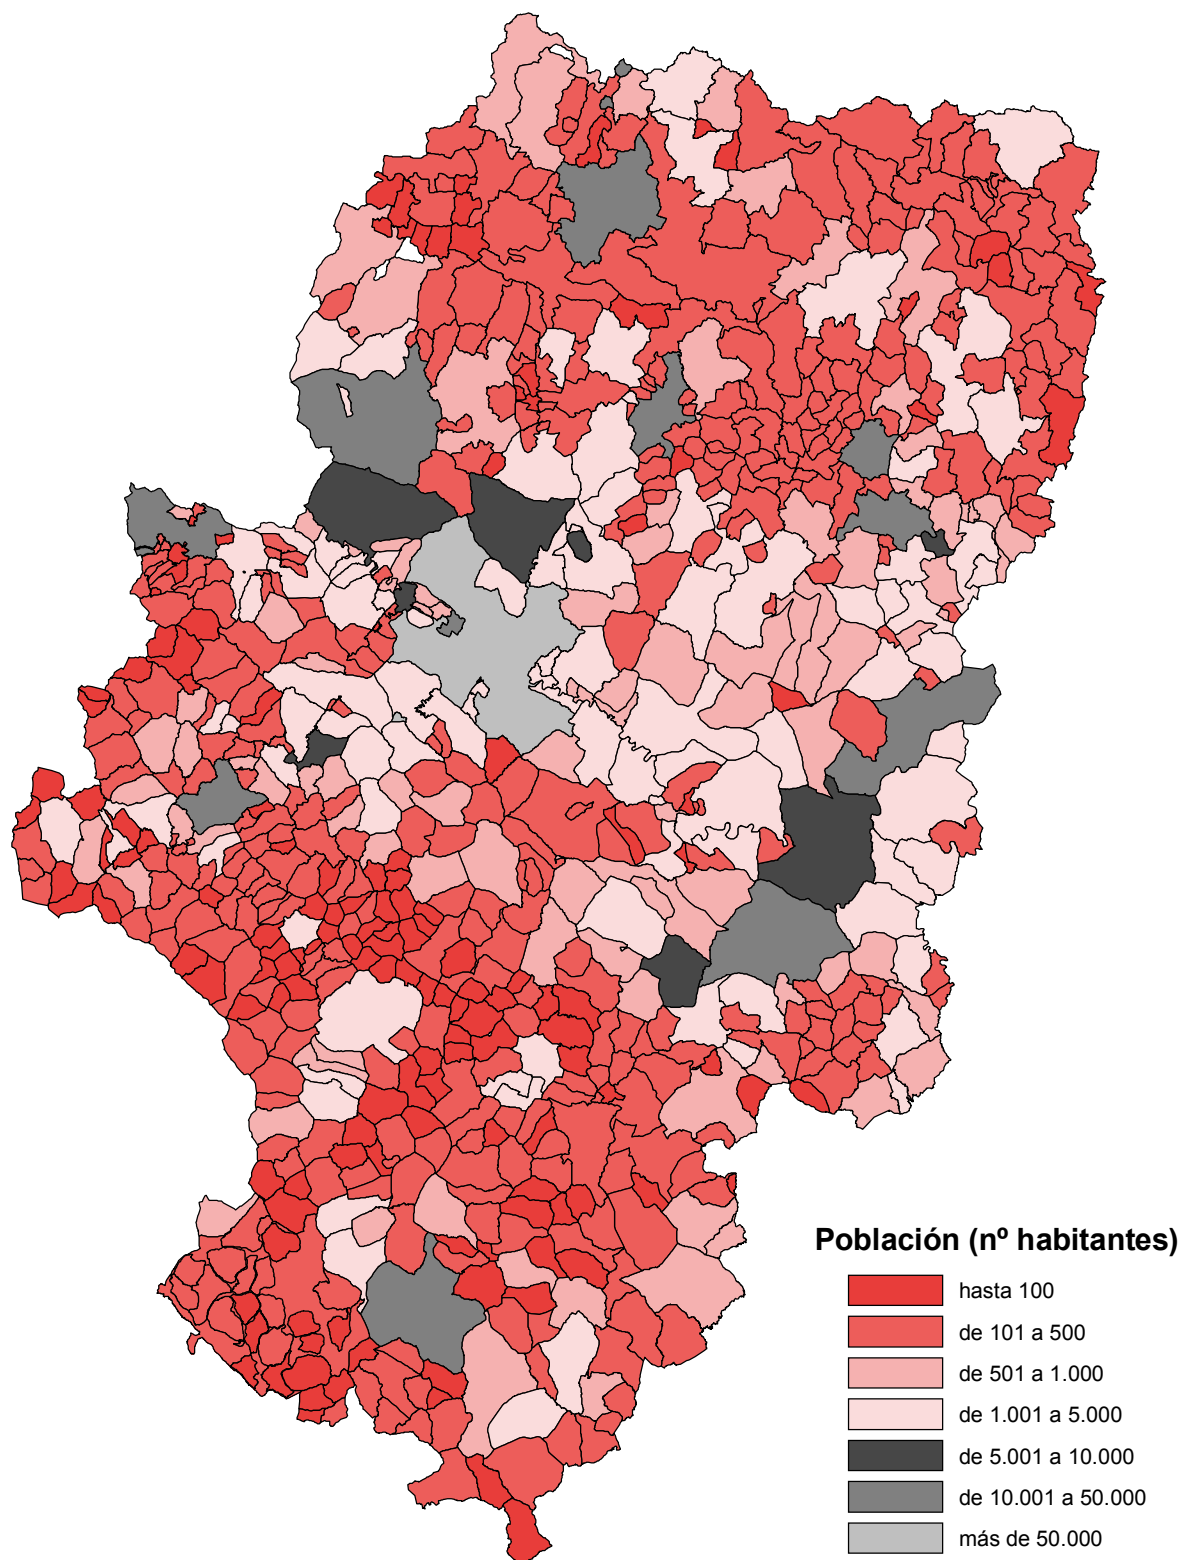 Población (nº habitantes)
hasta 100
de 101 a 500
de 501 a 1.000
de 1.001 a 5.000
de 5.001 a 10.000
de 10.001 a 50.000
más de 50.000